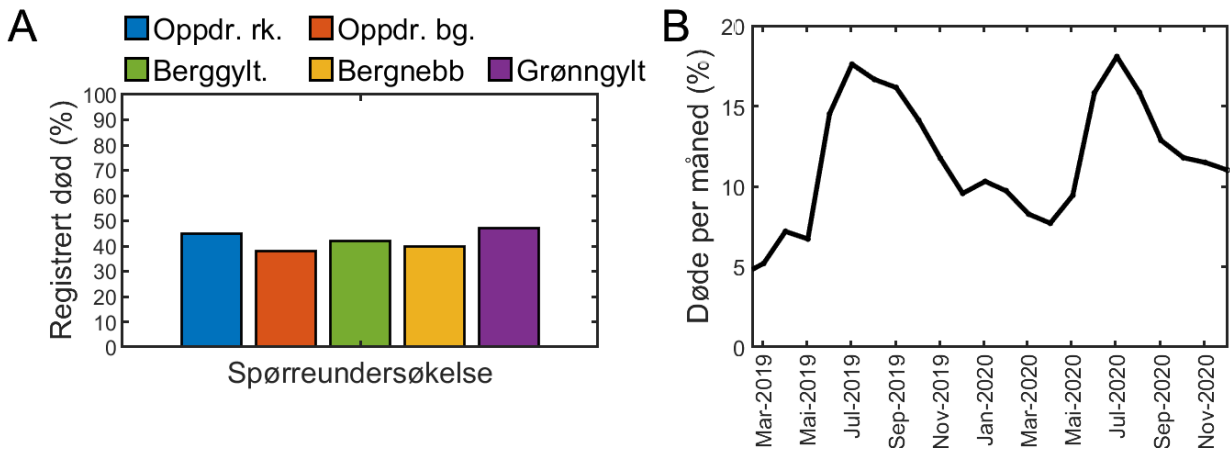 A
Oppdr. rk. Oppdr. bg.
Berggylt. Bergnebb Grønngylt
Registrert død (%)
100
90
80
70
60
50
40
30
20
10
0
Spørreundersøkelse
B
Døde per måned (%)
20
15
10
5
0
Mar-2019
Mai-2019
Jul-2019
Sep-2019
Nov-2019
Jan-2020
Mar-2020
Mai-2020
Jul-2020
Sep-2020
Nov-2020